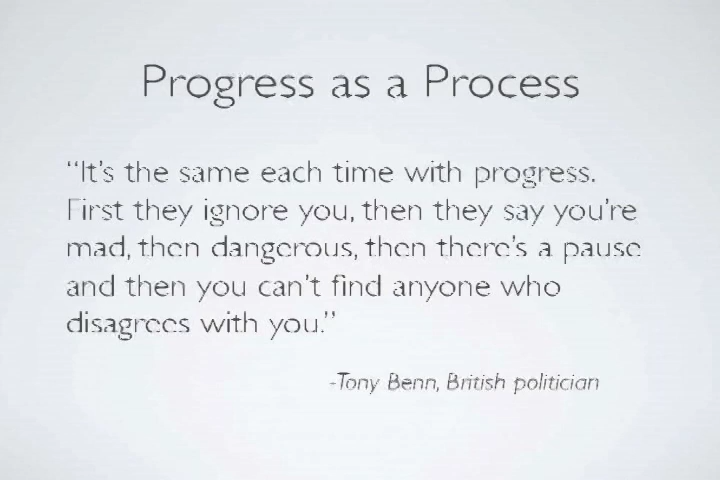 Progress as a Process
“It’s the same each time with progress.
First they ignore you, then they say you’re
mad, then dangerous, then there’s a pause
and then you can’t find anyone who
disagrees with you.”
-Tony Benn, British politician